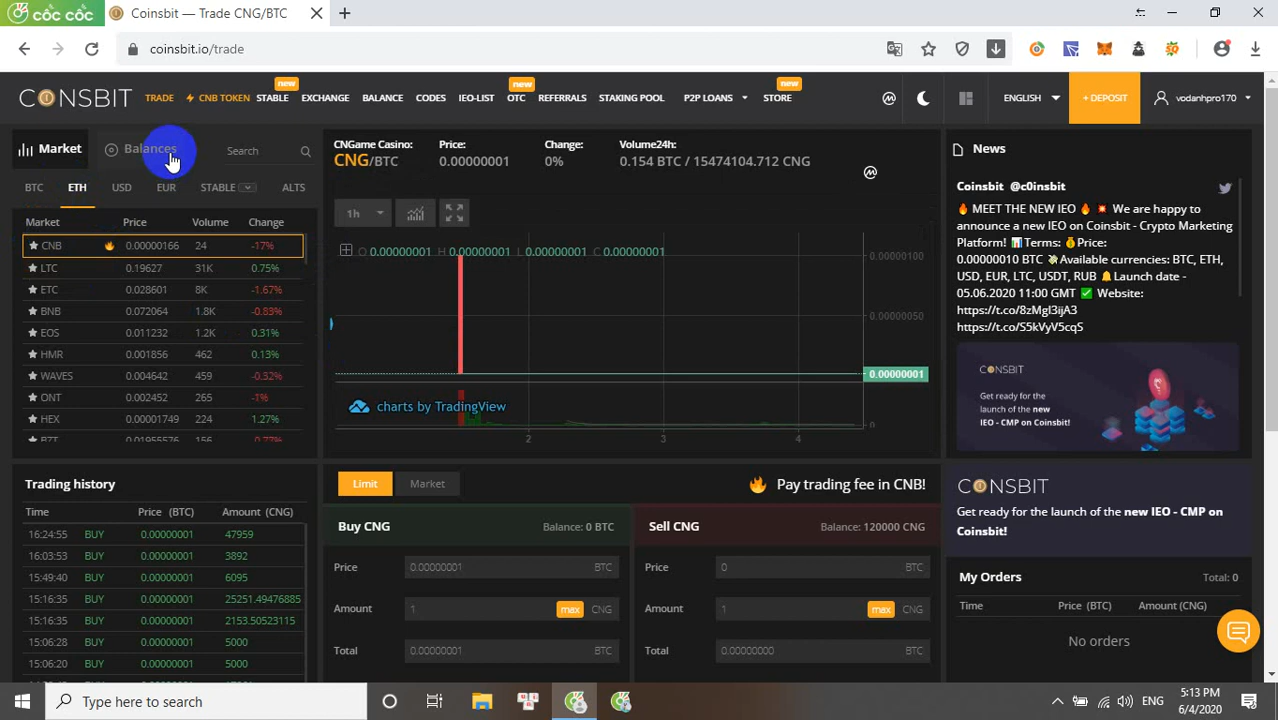 cốc cốc
Coinsbit — Trade CNG/BTC
coinsbit.io/trade
CONSBIT
TRADE
CNB TOKEN
STABLE
new
EXCHANGE
BALANCE
CODES
IEO-LIST
OTC
new
REFERRALS
STAKING POOL
P2P LOANS
STORE
new
ENGLISH
+ DEPOSIT
vodanhpro170
Market
Balances
Search
BTC ETH USD EUR STABLE ALTS
Market Price Volume Change
CNB 0.00000166 24 -17%
LTC 0.19627 31K 0.75%
ETC 0.028601 8K -1.67%
BNB 0.072064 1.8K -0.83%
EOS 0.011232 1.2K 0.31%
HMR 0.001856 462 0.13%
WAVES 0.004642 459 -0.32%
ONT 0.002452 265 -1%
HEX 0.00001749 224 1.27%
BZT 0.01955576 156 -0.77%
CNGame Casino:
CNG/BTC
Price:
0.00000001
Change:
0%
Volume24h:
0.154 BTC / 15474104.712 CNG
1h
O 0.00000001 H 0.00000001 L 0.00000001 C 0.00000001
0.00000100
0.00000050
0.00000001
0
charts by TradingView
2 3 4
News
Coinsbit @c0insbit
🔥 MEET THE NEW IEO 🔥 💥 We are happy to
announce a new IEO on Coinsbit - Crypto Marketing
Platform! 📊Terms: 💰Price:
0.00000010 BTC 💸Available currencies: BTC, ETH,
USD, EUR, LTC, USDT, RUB 🔔Launch date -
05.06.2020 11:00 GMT ✅ Website:
https://t.co/8zMgl3ijA3
https://t.co/S5kVyV5cqS
CONSBIT
Get ready for the
launch of the new
IEO - CMP on Coinsbit!
Trading history
Time Price (BTC) Amount (CNG)
16:24:55 BUY 0.00000001 47959
16:03:53 BUY 0.00000001 3892
15:49:40 BUY 0.00000001 6095
15:16:35 BUY 0.00000001 25251.49476885
15:16:35 BUY 0.00000001 2153.50523115
15:06:28 BUY 0.00000001 5000
15:06:20 BUY 0.00000001 5000
Limit
Market
Pay trading fee in CNB!
Buy CNG
Balance: 0 BTC
Price 0.00000001 BTC
Amount 1 max CNG
Total 0.00000001 BTC
Sell CNG
Balance: 120000 CNG
Price 0 BTC
Amount 1 max CNG
Total 0.00000000 BTC
CONSBIT
Get ready for the launch of the new IEO - CMP on
Coinsbit!
My Orders
Total: 0
Time Price (BTC) Amount (CNG)
No orders
Type here to search
ENG
5:13 PM
6/4/2020